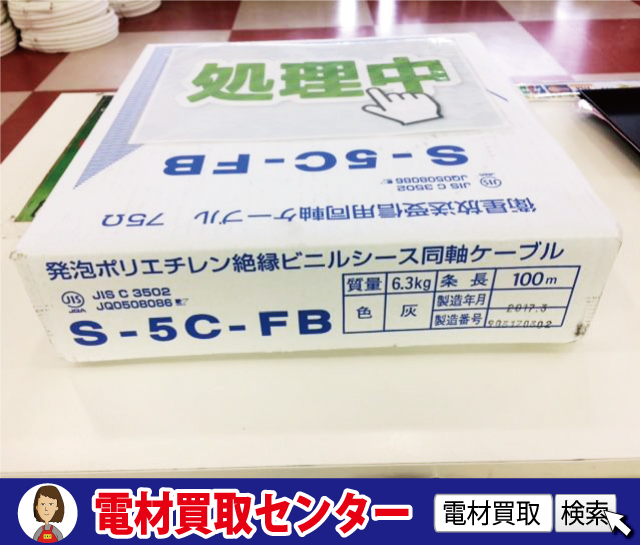 処理中
S-5C-FB
JIS C 3502
JQ0508086
衛星放送受信用同軸ケーブル 75Ω
発泡ポリエチレン絶縁ビニルシース同軸ケーブル
JIS
JQA
JIS C 3502
JQ0508086
S-5C-FB
質量 6.3kg 条長 100m
色 灰 製造年月 2017.3
製造番号
電材買取センター
電材買取 検索